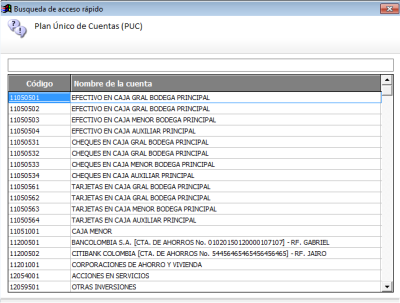 Busqueda de acceso rápido
Plan Único de Cuentas (PUC)
Código Nombre de la cuenta
11050501 EFECTIVO EN CAJA GRAL BODEGA PRINCIPAL
11050502 EFECTIVO EN CAJA GRAL BODEGA PRINCIPAL
11050503 EFECTIVO EN CAJA MENOR BODEGA PRINCIPAL
11050504 EFECTIVO EN CAJA AUXILIAR PRINCIPAL
11050531 CHEQUES EN CAJA GRAL BODEGA PRINCIPAL
11050532 CHEQUES EN CAJA GRAL BODEGA PRINCIPAL
11050533 CHEQUES EN CAJA MENOR BODEGA PRINCIPAL
11050534 CHEQUES EN CAJA AUXILIAR PRINCIPAL
11050561 TARJETAS EN CAJA GRAL BODEGA PRINCIPAL
11050562 TARJETAS EN CAJA GRAL BODEGA PRINCIPAL
11050563 TARJETAS EN CAJA MENOR BODEGA PRINCIPAL
11050564 TARJETAS EN CAJA AUXILIAR PRINCIPAL
11051001 CAJA MENOR
11200501 BANCOLOMBIA S.A. [CTA. DE AHORROS No. 01020150120000107107] - RF. GABRIEL
11200502 CITIBANK COLOMBIA [CTA. DE AHORROS No. 54456465465456456465] - RF. JAIRO
11201001 CORPORACIONES DE AHORRO Y VIVIENDA
12054001 ACCIONES EN SERVICIOS
12059501 OTRAS INVERSIONES